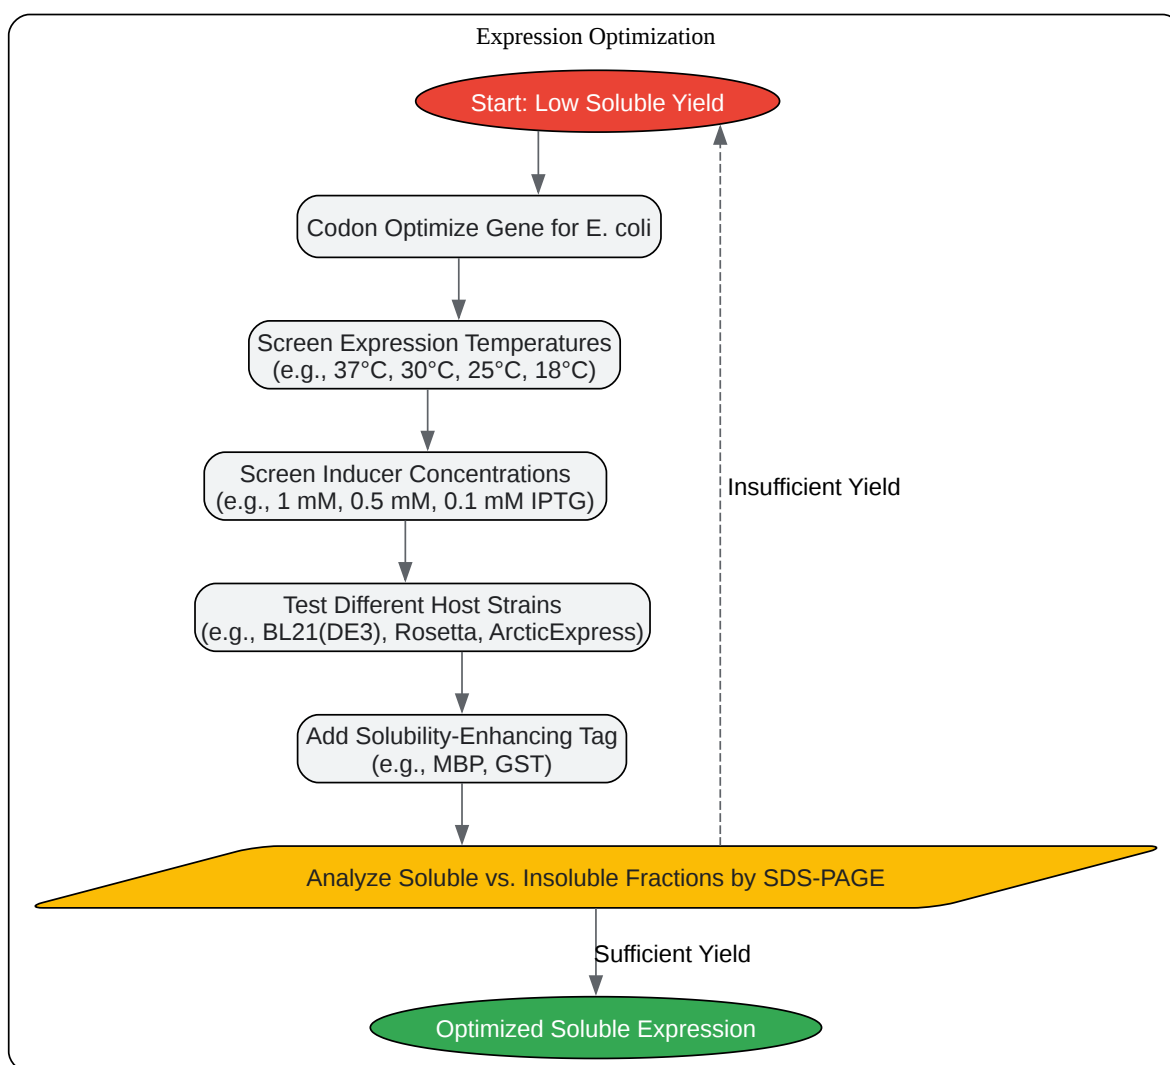 Expression Optimization
Start: Low Soluble Yield
Codon Optimize Gene for E. coli
Screen Expression Temperatures
(e.g., 37°C, 30°C, 25°C, 18°C)
Screen Inducer Concentrations
(e.g., 1 mM, 0.5 mM, 0.1 mM IPTG)
Insufficient Yield
Test Different Host Strains
(e.g., BL21(DE3), Rosetta, ArcticExpress)
Add Solubility-Enhancing Tag
(e.g., MBP, GST)
Analyze Soluble vs. Insoluble Fractions by SDS-PAGE
Sufficient Yield
Optimized Soluble Expression